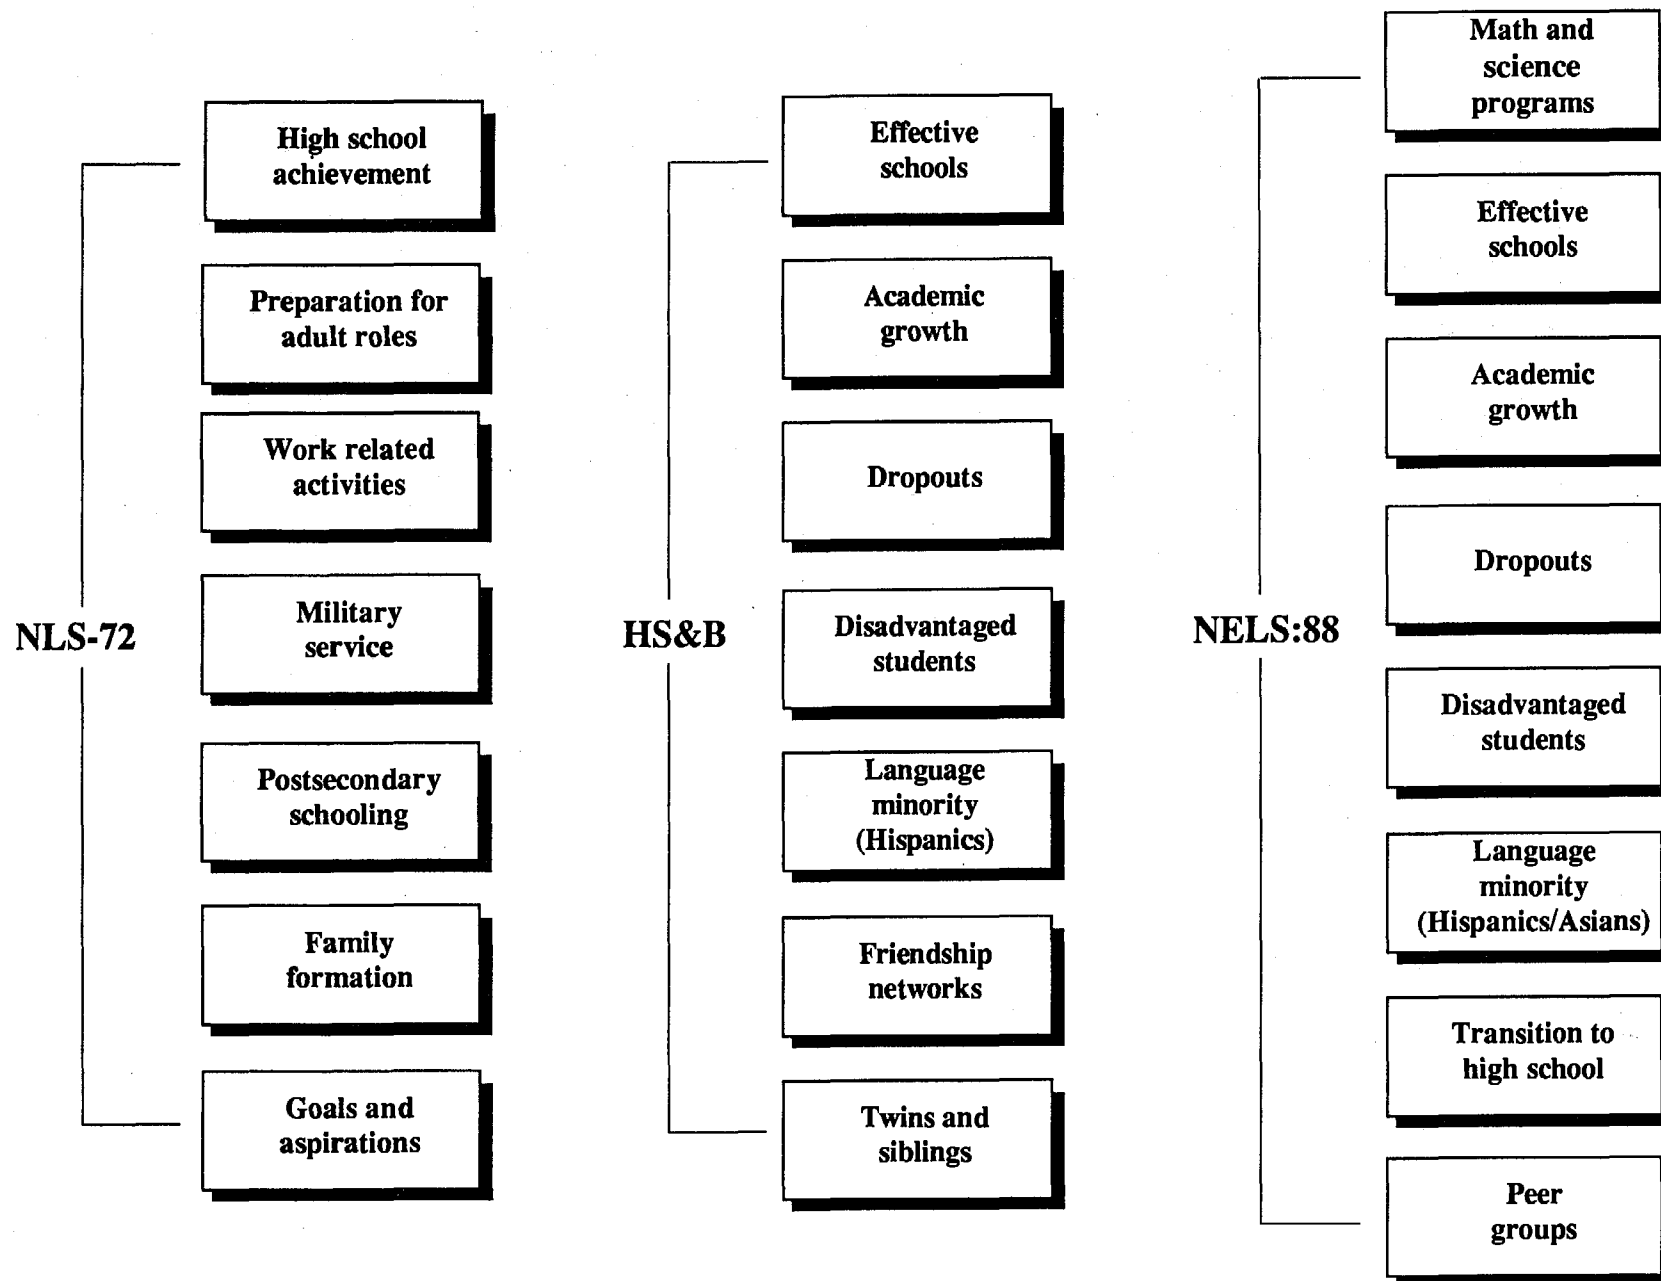 NLS-72
High school
achievement
Preparation for
adult roles
Work related
activities
Military
service
Postsecondary
schooling
Family
formation
Goals and
aspirations
HS&B
Effective
schools
Academic
growth
Dropouts
Disadvantaged
students
Language
minority
(Hispanics)
Friendship
networks
Twins and
siblings
NELS:88
Math and
science
programs
Effective
schools
Academic
growth
Dropouts
Disadvantaged
students
Language
minority
(Hispanics/Asians)
Transition to
high school
Peer
groups